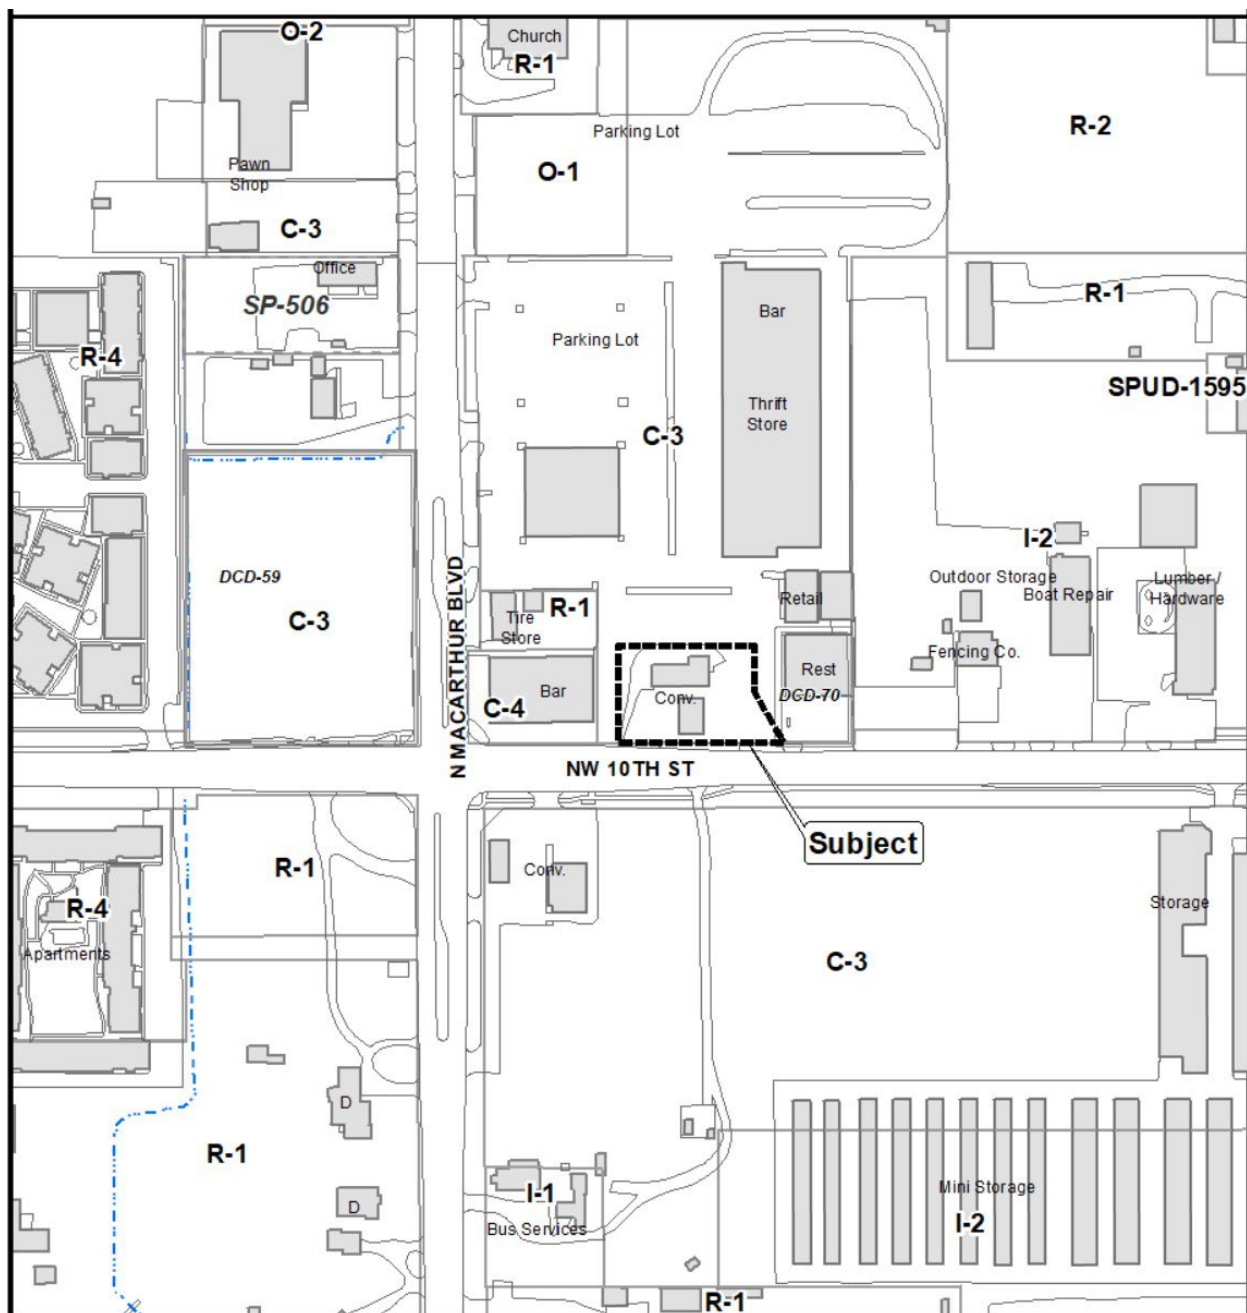 O-2
Church
R-1
Parking Lot
R-2
O-1
Pawn
Shop
C-3
Office
SP-506
R-1
Bar
Parking Lot
R-4
SPUD-1595
Thrift
Store
C-3
I-2
DCD-59
Outdoor Storage
Boat Repair
Lumber /
Hardware
N MACARTHUR BLVD
C-3
Tire
Store
R-1
Retail
Fencing Co.
Rest
DCD-70
Conv.
Bar
C-4
NW 10TH ST
Subject
Conv.
R-1
R-4
Apartments
Storage
C-3
D
R-1
Mini Storage
I-1
D
Bus Services
I-2
R-1